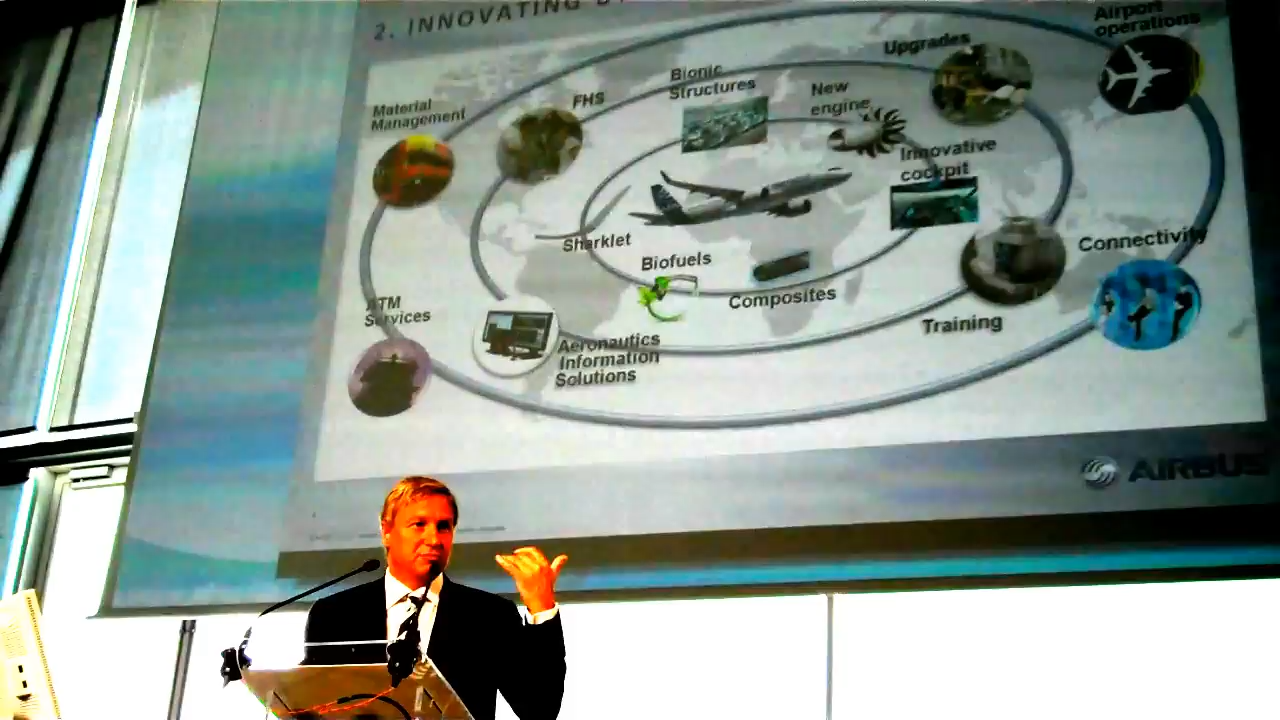 2. INNOVATING
Airport
operations
Upgrades
Bionic
Structures
New
engine
FHS
Material
Management
Innovative
cockpit
Sharklet
Connectivity
Biofuels
Composites
ATM
Services
Training
Aeronautics
Information
Solutions
AIRBUS